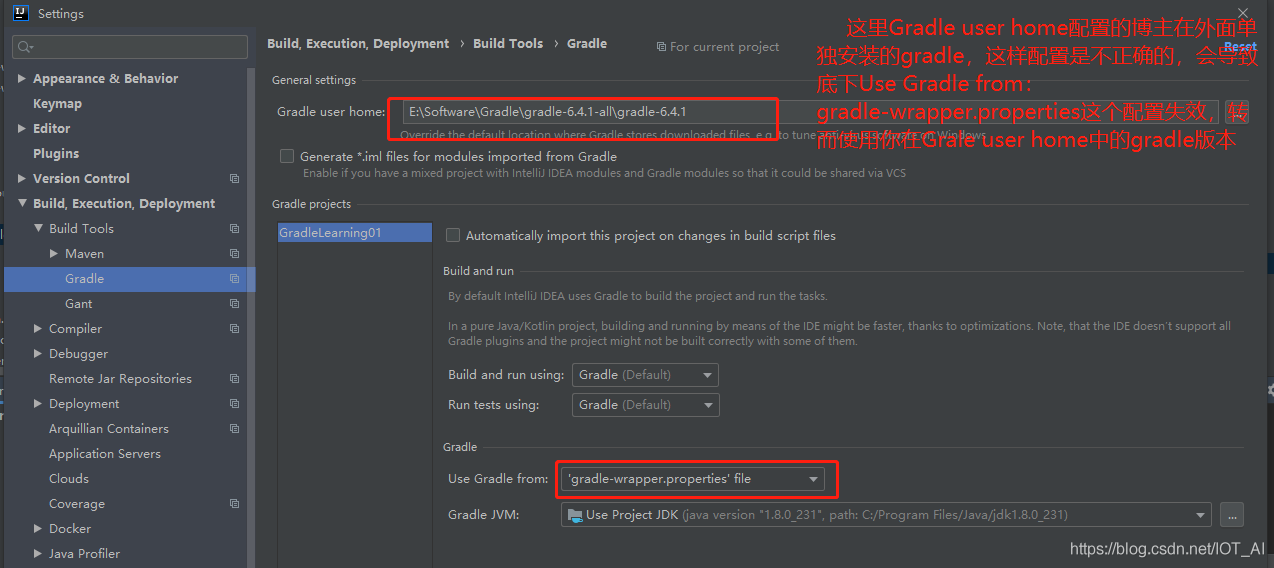 Settings
Appearance & Behavior
Keymap
Editor
Plugins
Version Control
Build, Execution, Deployment
Build Tools
Maven
Gradle
Gant
Compiler
Debugger
Remote Jar Repositories
Deployment
Arquillian Containers
Application Servers
Clouds
Coverage
Docker
Java Profiler
Build, Execution, Deployment › Build Tools › Gradle
For current project
Reset
这里Gradle user home配置的博主在外面单
独安装的gradle，这样配置是不正确的，会导致
底下Use Gradle from：
gradle-wrapper.properties这个配置失效，转
而使用你在Grale user home中的gradle版本
General settings
Gradle user home: E:\Software\Gradle\gradle-6.4.1-all\gradle-6.4.1
...
Override the default location where Gradle stores downloaded files, e.g. to tune anti-virus software on Windows
Generate *.iml files for modules imported from Gradle
Enable if you have a mixed project with IntelliJ IDEA modules and Gradle modules so that it could be shared via VCS
Gradle projects
GradleLearning01
Automatically import this project on changes in build script files
Build and run
By default IntelliJ IDEA uses Gradle to build the project and run the tasks.
In a pure Java/Kotlin project, building and running by means of the IDE might be faster, thanks to optimizations. Note, that the IDE doesn't support all
Gradle plugins and the project might not be built correctly with some of them.
Build and run using: Gradle (Default)
Run tests using: Gradle (Default)
Gradle
Use Gradle from: 'gradle-wrapper.properties' file
Gradle JVM: Use Project JDK (java version "1.8.0_231", path: C:/Program Files/Java/jdk1.8.0_231) ...
https://blog.csdn.net/IOT_AI